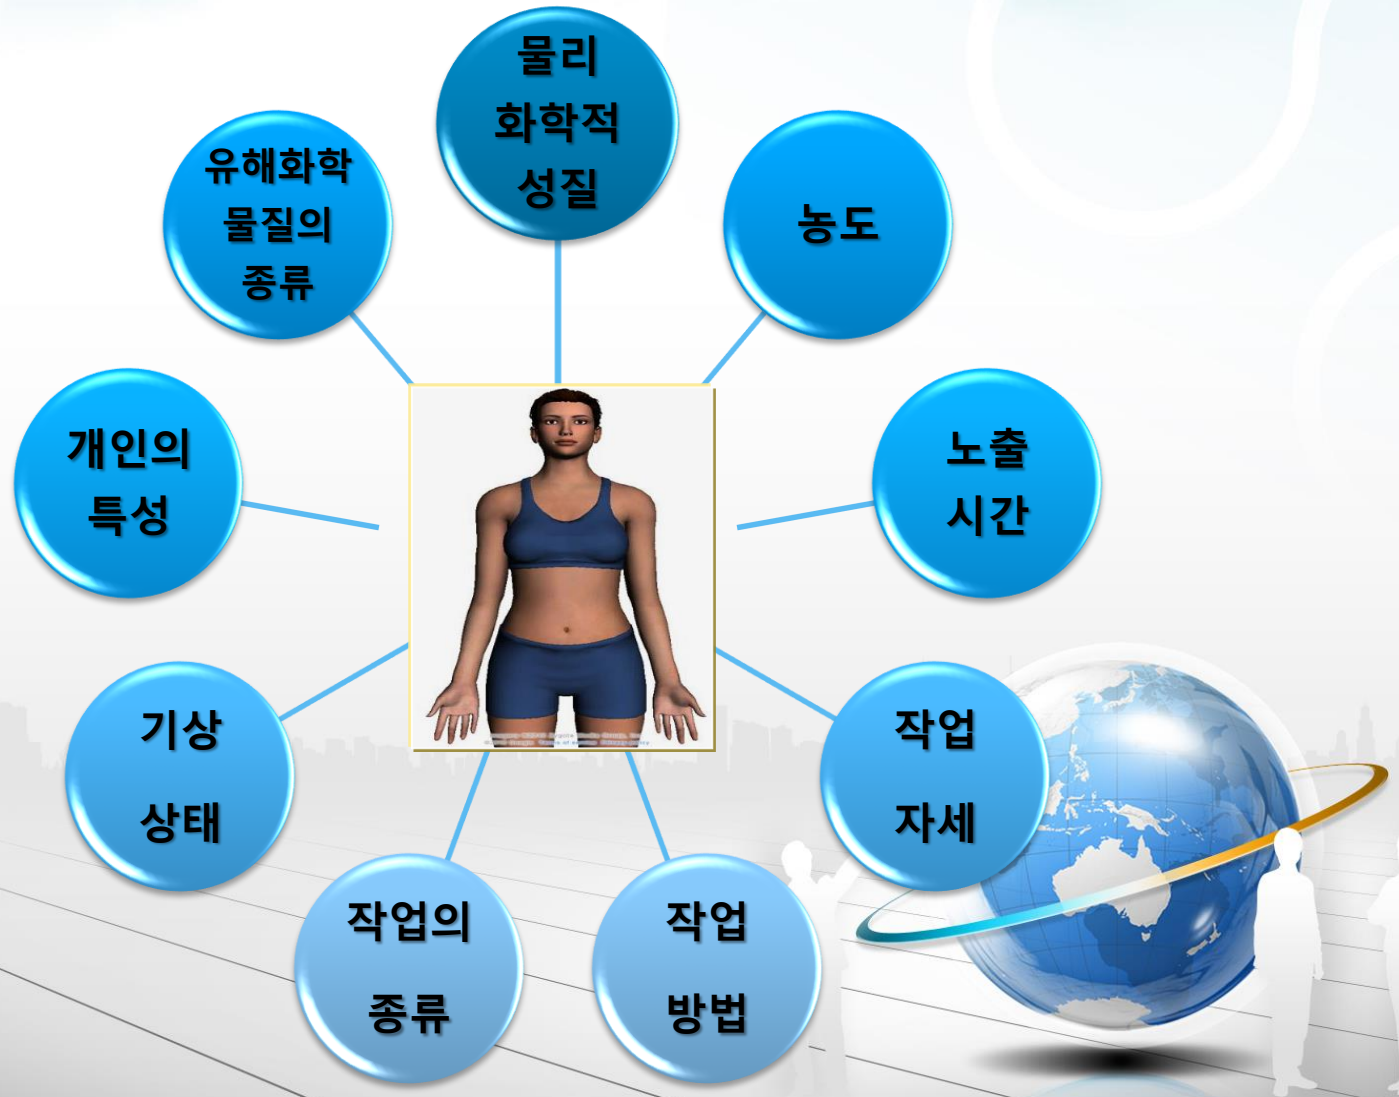 물리
화학적
성질
농도
노출
시간
작업
자세
작업
방법
작업의
종류
기상
상태
개인의
특성
유해화학
물질의
종류